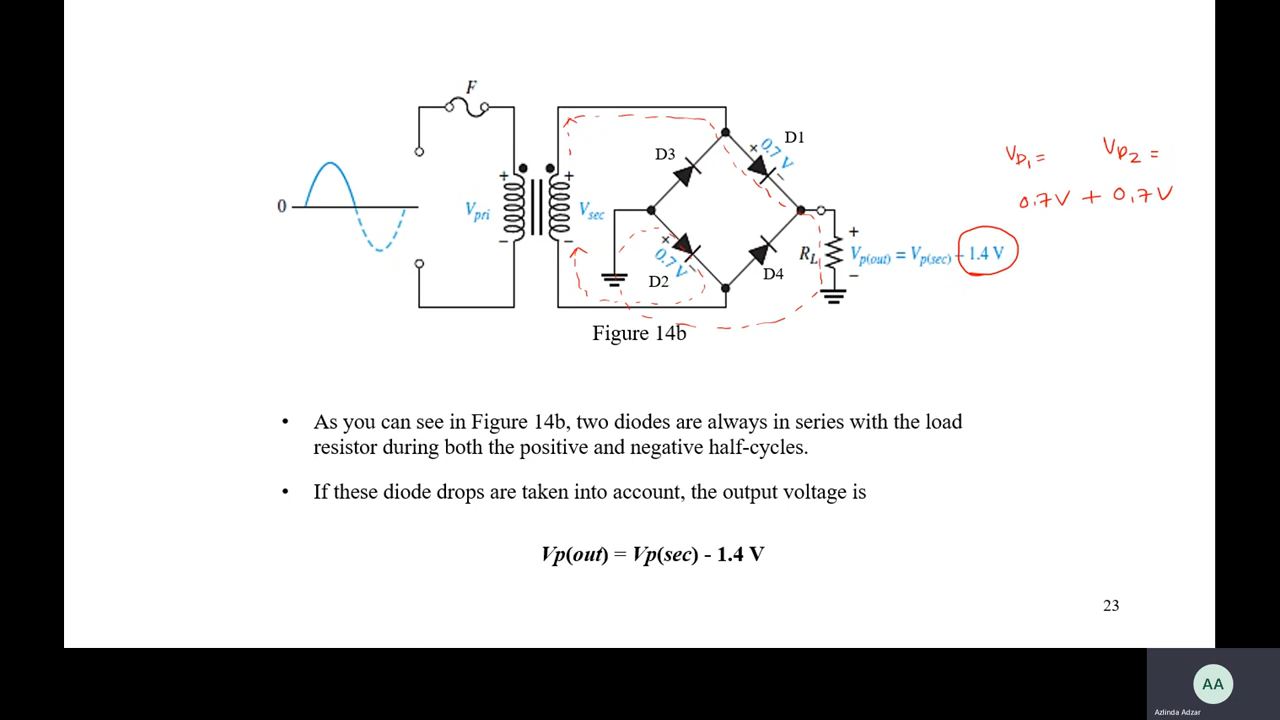 F
D1
0.7 V
V_D1 =
V_D2 =
D3
0.7V + 0.7V
+
+
0
Vpri
Vsec
+
0.7 V
RL
Vp(out) = Vp(sec) – 1.4 V
D2
D4
Figure 14b
• As you can see in Figure 14b, two diodes are always in series with the load
resistor during both the positive and negative half-cycles.
• If these diode drops are taken into account, the output voltage is
Vp(out) = Vp(sec) - 1.4 V
23
AA
Azlinda Adzar